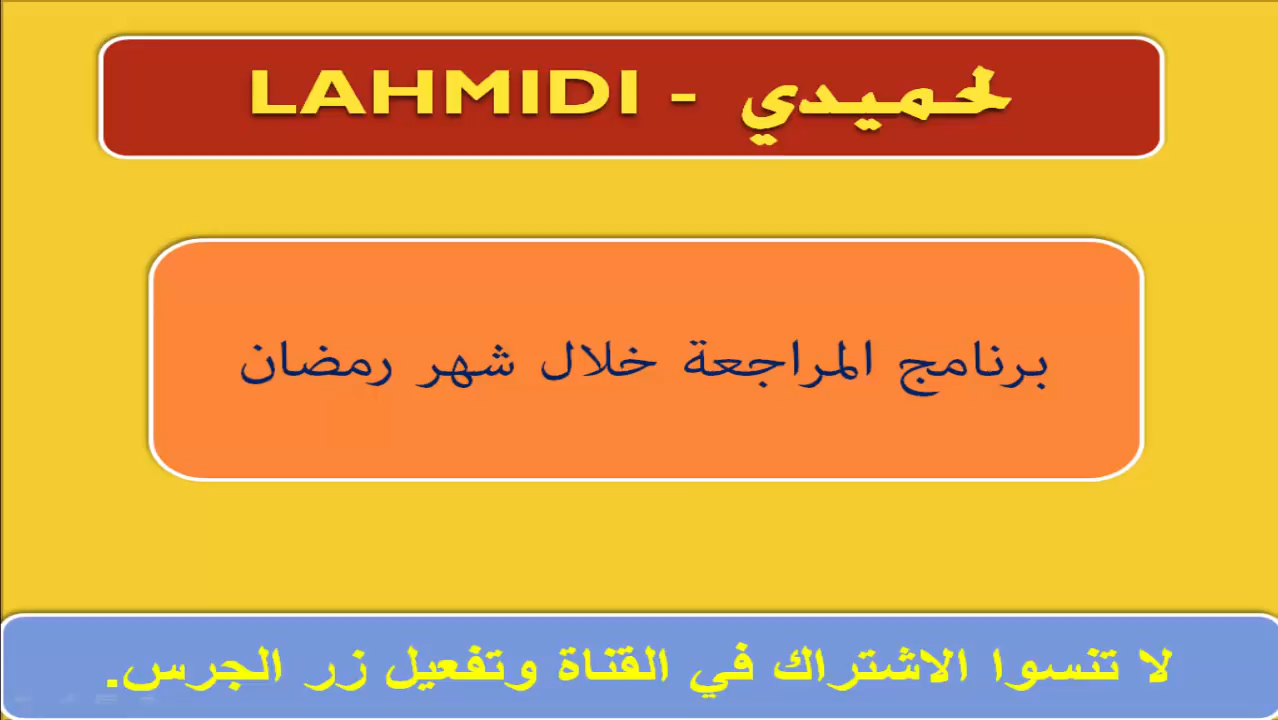 لحميدي - LAHMIDI
برنامج المراجعة خلال شهر رمضان
لا تنسوا الاشتراك في القناة وتفعيل زر الجرس.